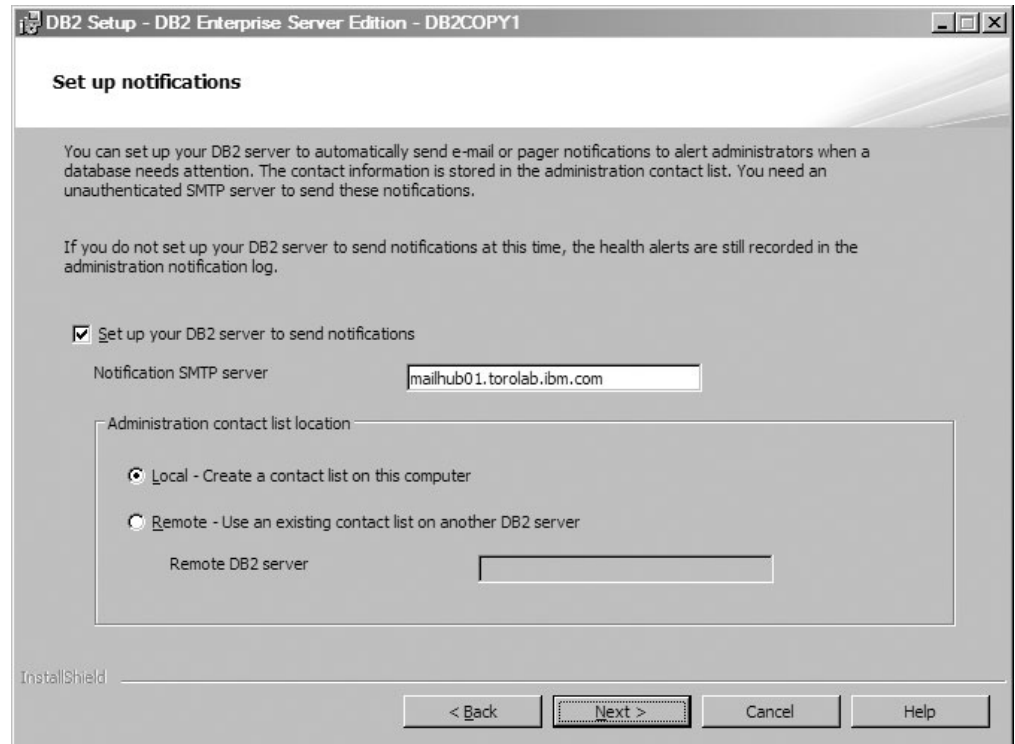 DB2 Setup - DB2 Enterprise Server Edition - DB2COPY1
Set up notifications
You can set up your DB2 server to automatically send e-mail or pager notifications to alert administrators when a
database needs attention. The contact information is stored in the administration contact list. You need an
unauthenticated SMTP server to send these notifications.
If you do not set up your DB2 server to send notifications at this time, the health alerts are still recorded in the
administration notification log.
Set up your DB2 server to send notifications
Notification SMTP server
mailhub01.torolab.ibm.com
Administration contact list location
Local - Create a contact list on this computer
Remote - Use an existing contact list on another DB2 server
Remote DB2 server
InstallShield
< Back
Next >
Cancel
Help